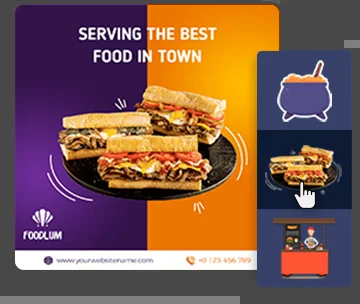 SERVING THE BEST
FOOD IN TOWN
FOODLUM
www.yourwebsitename.com
+0 123 456 789